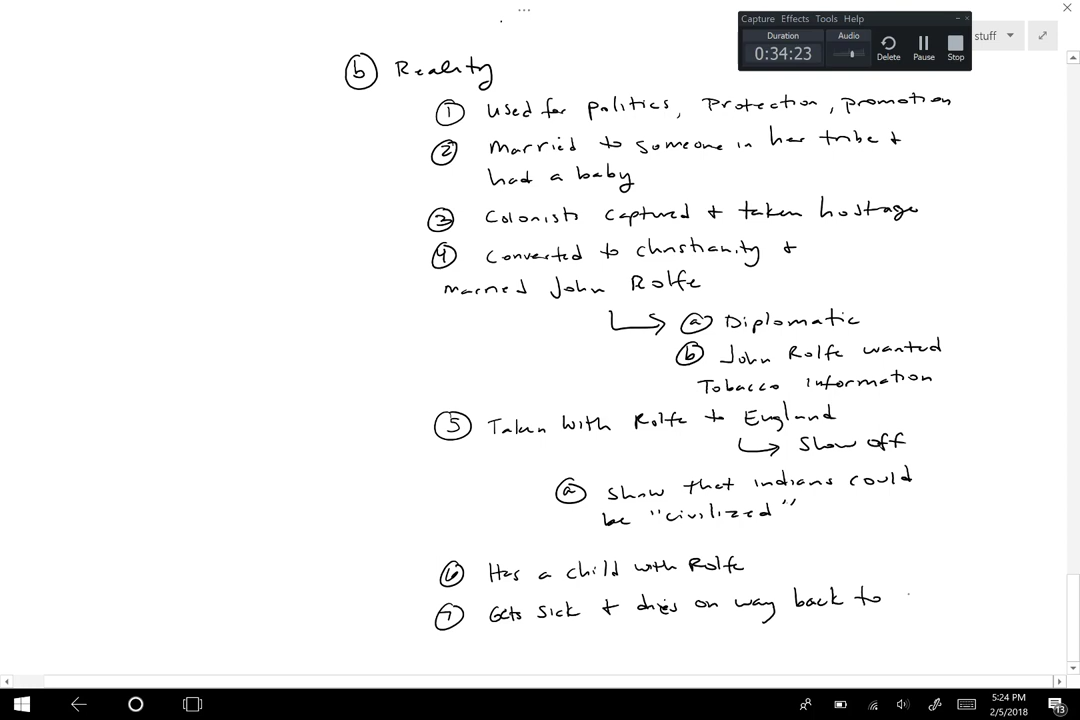 Capture Effects Tools Help
Duration Audio
0:34:23
Delete Pause Stop
stuff
b Reality
1 Used for politics, Protection, promotion
2 Married to someone in her tribe +
had a baby
3 Colonists captured + taken hostage
4 Converted to christianity +
married John Rolfe
a Diplomatic
b John Rolfe wanted
Tobacco information
5 Taken with Rolfe to England
Show off
a Show that indians could
be "civilized"
6 Has a child with Rolfe
7 Gets sick + dies on way back to
5:24 PM
2/5/2018
13